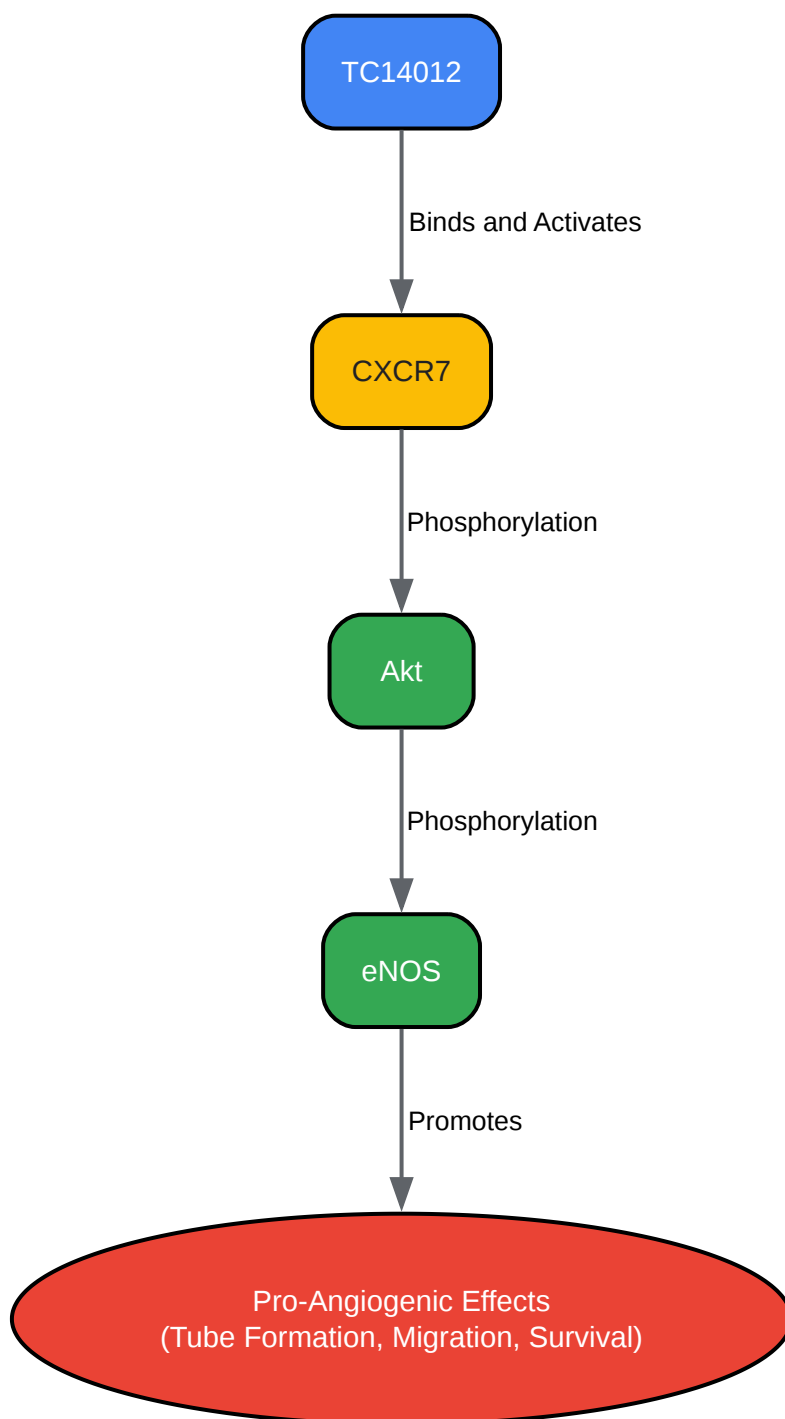 TC14012
Binds and Activates
CXCR7
Phosphorylation
Akt
Phosphorylation
eNOS
Promotes
Pro-Angiogenic Effects
(Tube Formation, Migration, Survival)